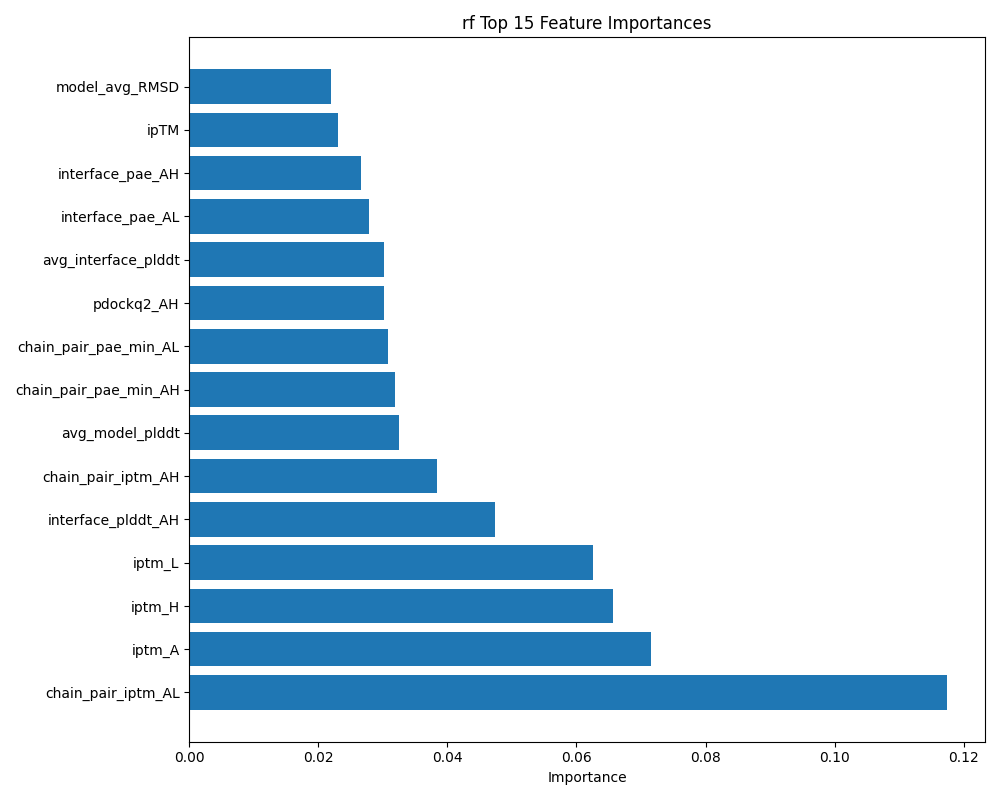 rf Top 15 Feature Importances
model_avg_RMSD
ipTM
interface_pae_AH
interface_pae_AL
avg_interface_plddt
pdockq2_AH
chain_pair_pae_min_AL
chain_pair_pae_min_AH
avg_model_plddt
chain_pair_iptm_AH
interface_plddt_AH
iptm_L
iptm_H
iptm_A
chain_pair_iptm_AL
0.00 0.02 0.04 0.06 0.08 0.10 0.12
Importance